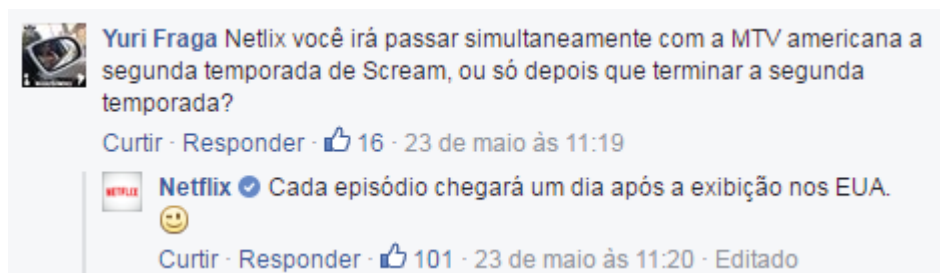 Yuri Fraga Netlix você irá passar simultaneamente com a MTV americana a
segunda temporada de Scream, ou só depois que terminar a segunda
temporada?
Curtir · Responder · 16 · 23 de maio às 11:19
NETFLIX
Netflix Cada episódio chegará um dia após a exibição nos EUA.
Curtir · Responder · 101 · 23 de maio às 11:20 · Editado